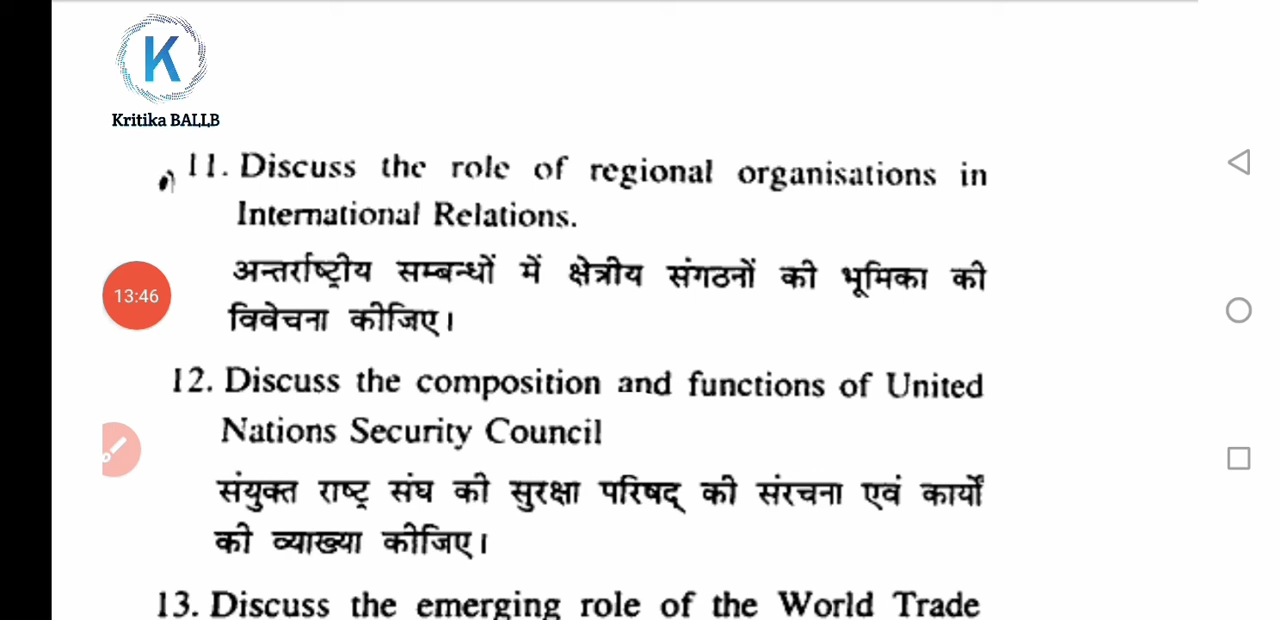 K
Kritika BALLB
11. Discuss the role of regional organisations in
International Relations.
अन्तर्राष्ट्रीय सम्बन्धों में क्षेत्रीय संगठनों की भूमिका की
विवेचना कीजिए।
13:46
12. Discuss the composition and functions of United
Nations Security Council
संयुक्त राष्ट्र संघ की सुरक्षा परिषद् की संरचना एवं कार्यों
की व्याख्या कीजिए।
13. Discuss the emerging role of the World Trade